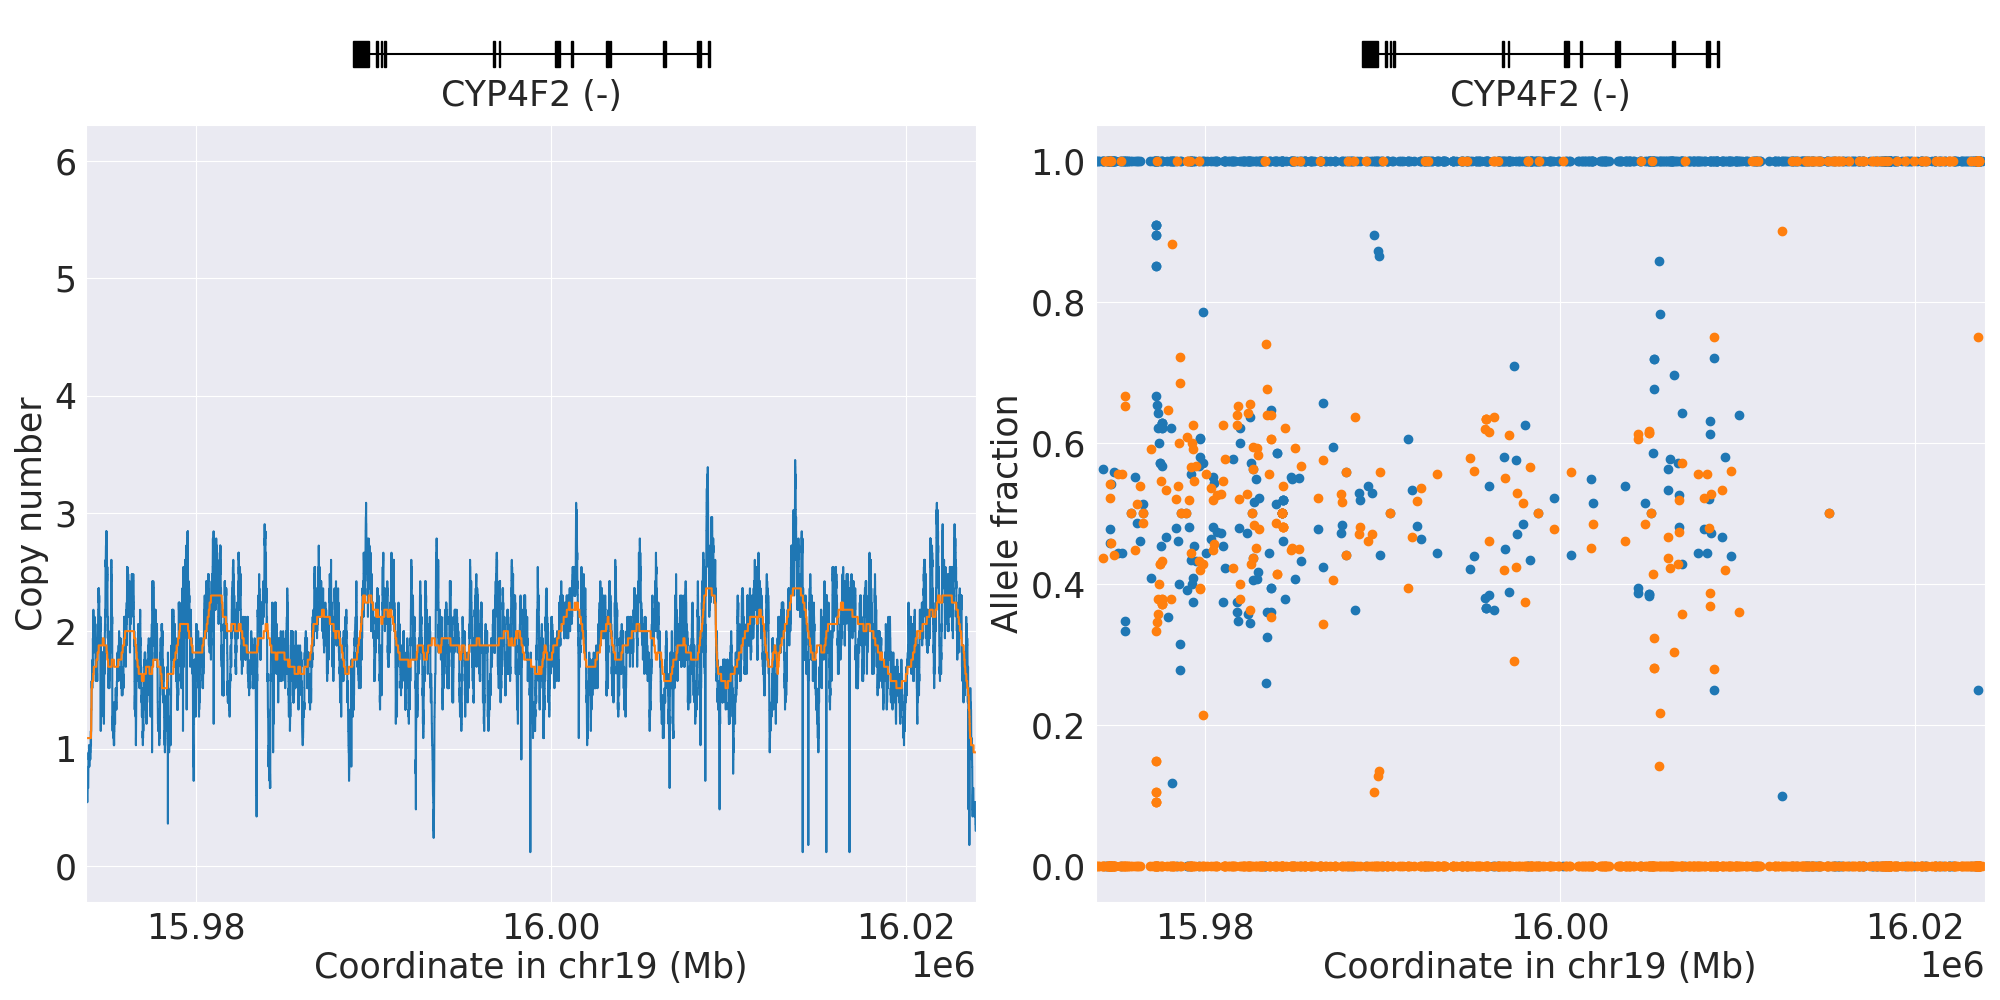 CYP4F2 (-)
6
5
4
3
2
1
0
Copy number
15.98
16.00
16.02
Coordinate in chr19 (Mb)
1e6
CYP4F2 (-)
1.0
0.8
0.6
0.4
0.2
0.0
Allele fraction
15.98
16.00
16.02
Coordinate in chr19 (Mb)
1e6